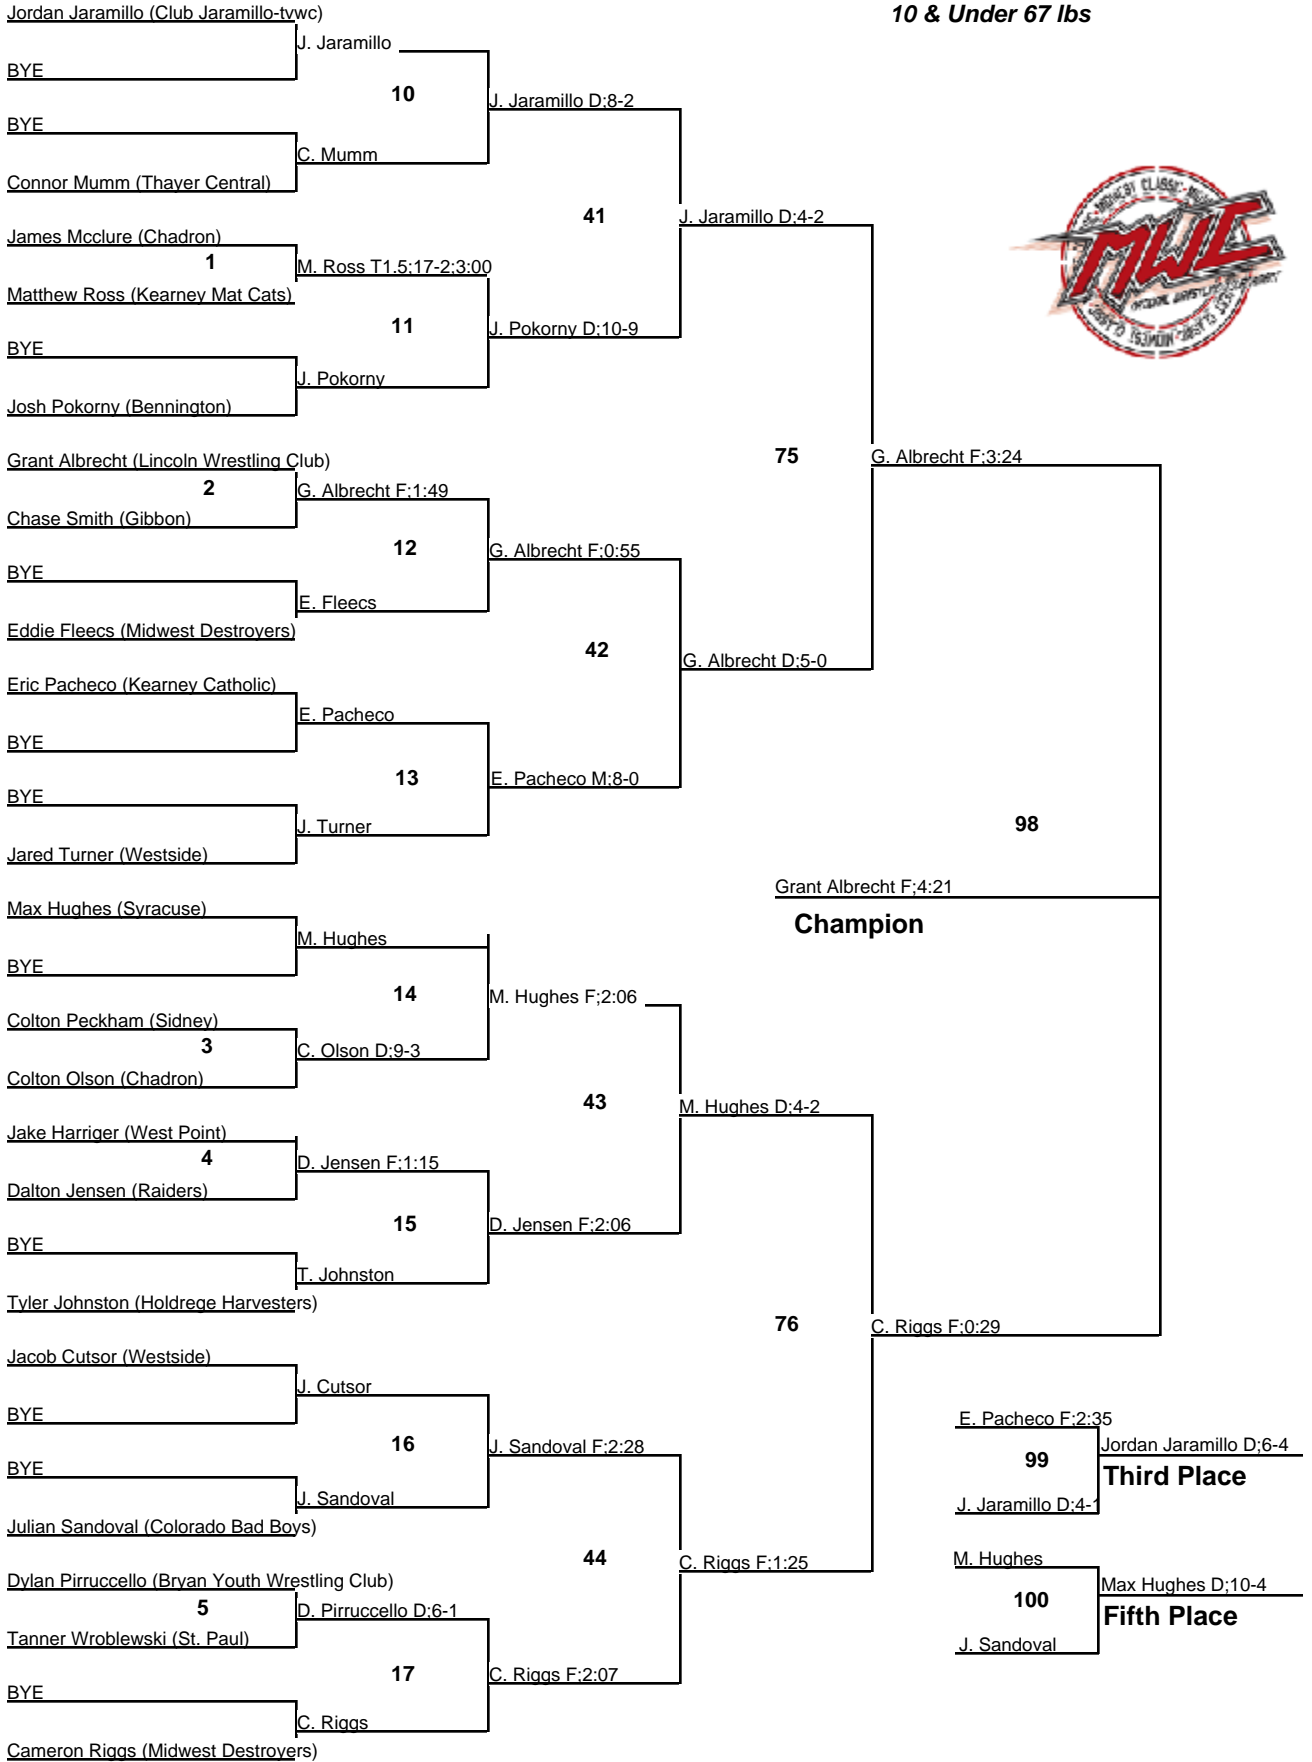 Jordan Jaramillo (Club Jaramillo-tvwc)
10 & Under 67 lbs
J. Jaramillo
BYE
10
J. Jaramillo D;8-2
BYE
C. Mumm
Connor Mumm (Thayer Central)
41
J. Jaramillo D;4-2
James Mcclure (Chadron)
1
M. Ross T1.5;17-2;3:00
Matthew Ross (Kearney Mat Cats)
11
J. Pokorny D;10-9
BYE
J. Pokorny
Josh Pokorny (Bennington)
MWC
75
G. Albrecht F;3:24
Grant Albrecht (Lincoln Wrestling Club)
2
G. Albrecht F;1:49
Chase Smith (Gibbon)
12
G. Albrecht F;0:55
BYE
E. Fleecs
Eddie Fleecs (Midwest Destroyers)
42
G. Albrecht D;5-0
Eric Pacheco (Kearney Catholic)
E. Pacheco
BYE
13
E. Pacheco M;8-0
BYE
J. Turner
Jared Turner (Westside)
98
Grant Albrecht F;4:21
Champion
Max Hughes (Syracuse)
M. Hughes
BYE
14
M. Hughes F;2:06
Colton Peckham (Sidney)
3
C. Olson D;9-3
Colton Olson (Chadron)
43
M. Hughes D;4-2
Jake Harriger (West Point)
4
D. Jensen F;1:15
Dalton Jensen (Raiders)
15
D. Jensen F;2:06
BYE
T. Johnston
Tyler Johnston (Holdrege Harvesters)
76
C. Riggs F;0:29
Jacob Cutsor (Westside)
J. Cutsor
BYE
16
J. Sandoval F;2:28
BYE
J. Sandoval
Julian Sandoval (Colorado Bad Boys)
44
C. Riggs F;1:25
Dylan Pirruccello (Bryan Youth Wrestling Club)
5
D. Pirruccello D;6-1
Tanner Wroblewski (St. Paul)
17
C. Riggs F;2:07
BYE
C. Riggs
Cameron Riggs (Midwest Destroyers)
E. Pacheco F;2:35
99
Jordan Jaramillo D;6-4
Third Place
J. Jaramillo D;4-1
M. Hughes
100
Max Hughes D;10-4
Fifth Place
J. Sandoval